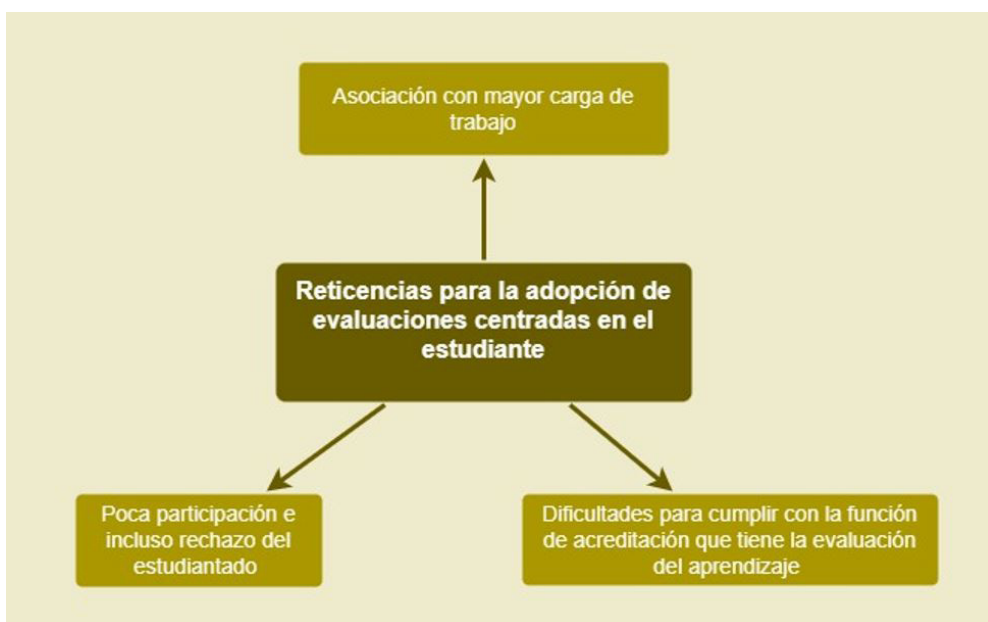 Asociación con mayor carga de
trabajo
Reticencias para la adopción de
evaluaciones centradas en el
estudiante
Poca participación e
incluso rechazo del
estudiantado
Dificultades para cumplir con la función
de acreditación que tiene la evaluación
del aprendizaje